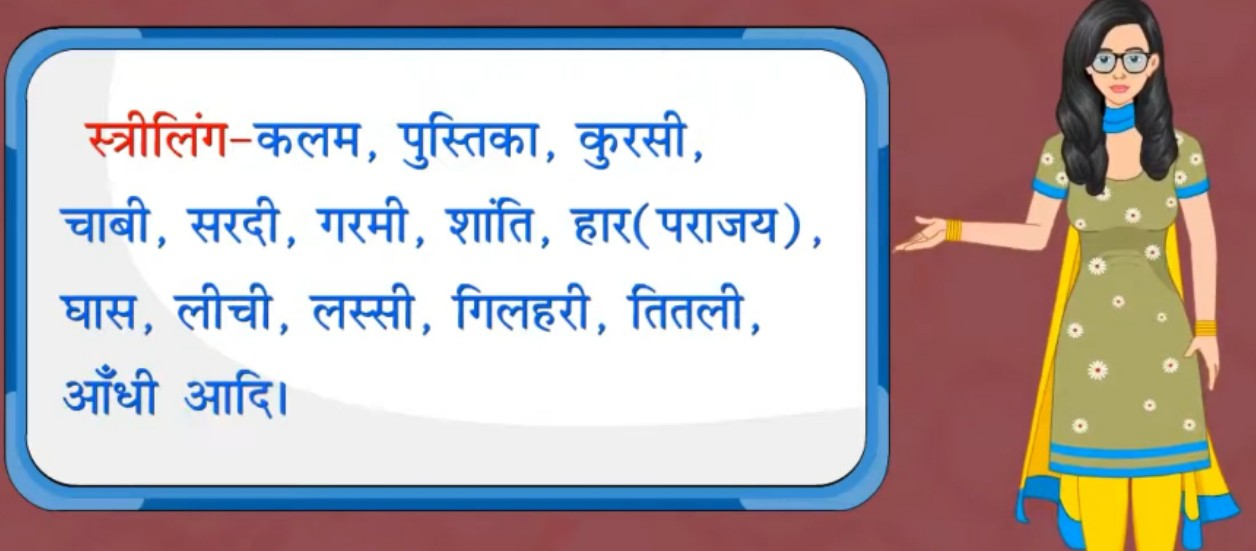 स्त्रीलिंग-कलम, पुस्तिका, कुरसी,
चाबी, सरदी, गरमी, शांति, हार(पराजय),
घास, लीची, लस्सी, गिलहरी, तितली,
आँधी आदि।